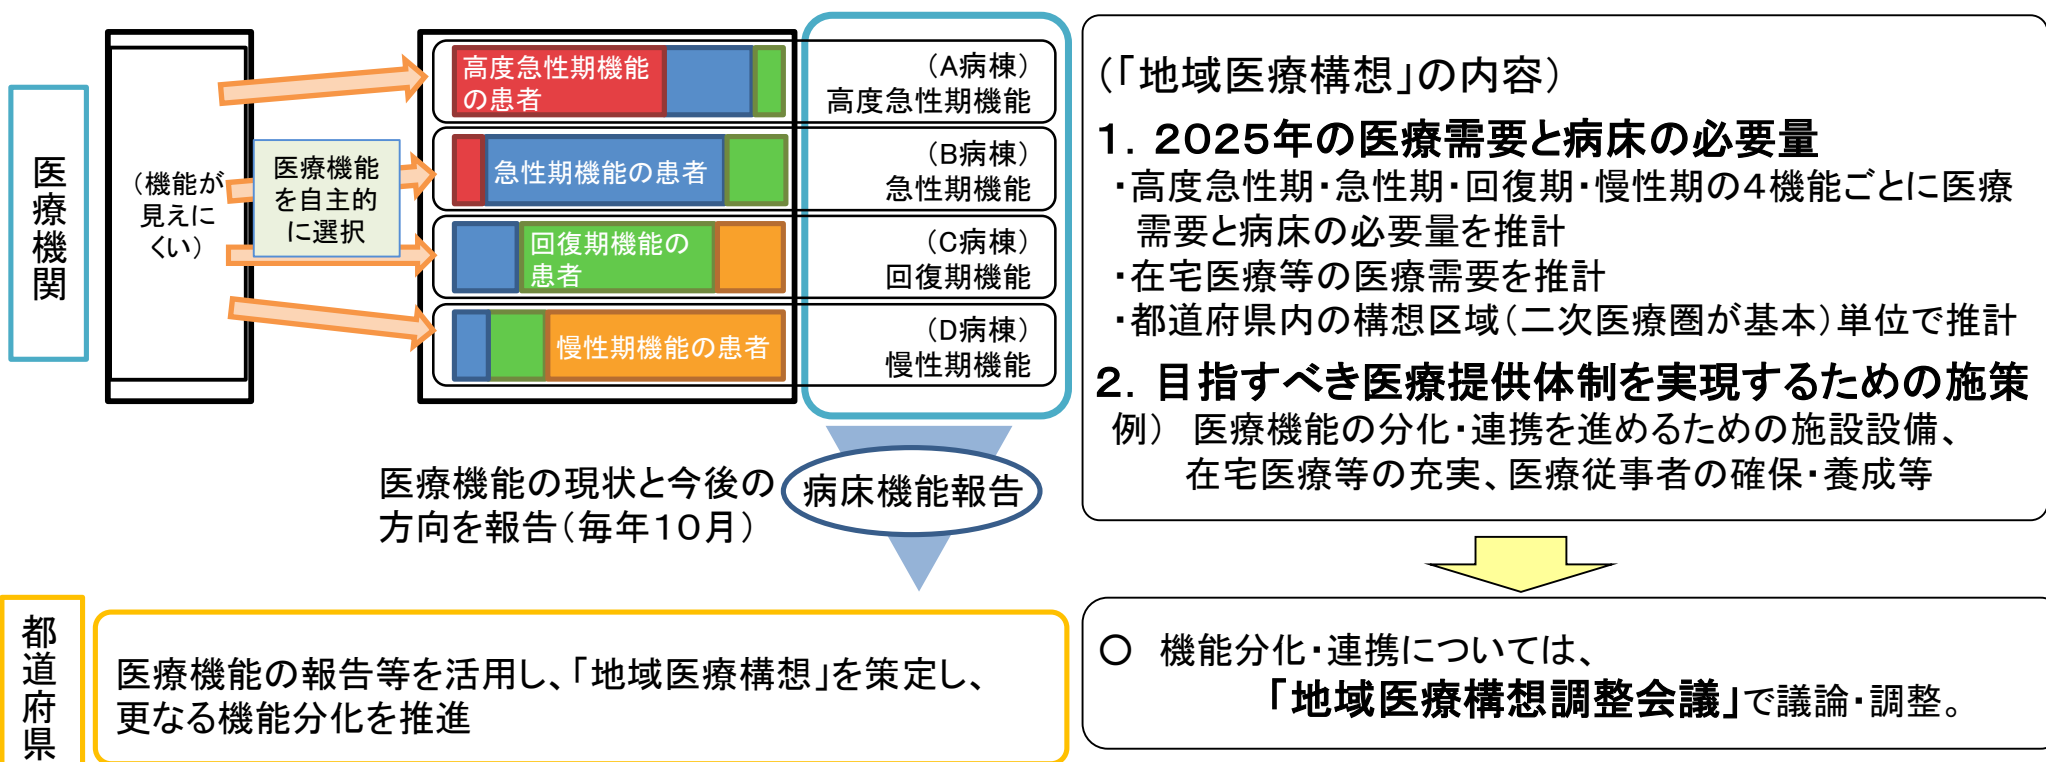 医療機関
(機能が
見えに
くい)
医療機能
を自主的
に選択
高度急性期機能
の患者
(A病棟)
高度急性期機能
急性期機能の患者
(B病棟)
急性期機能
回復期機能の
患者
(C病棟)
回復期機能
慢性期機能の患者
(D病棟)
慢性期機能
医療機能の現状と今後の
方向を報告(毎年10月)
病床機能報告
都道府県
医療機能の報告等を活用し、「地域医療構想」を策定し、
更なる機能分化を推進
(「地域医療構想」の内容)
1．2025年の医療需要と病床の必要量
・高度急性期・急性期・回復期・慢性期の4機能ごとに医療
需要と病床の必要量を推計
・在宅医療等の医療需要を推計
・都道府県内の構想区域(二次医療圏が基本)単位で推計
2．目指すべき医療提供体制を実現するための施策
例) 医療機能の分化・連携を進めるための施設設備、
在宅医療等の充実、医療従事者の確保・養成等
○ 機能分化・連携については、
「地域医療構想調整会議」で議論・調整。